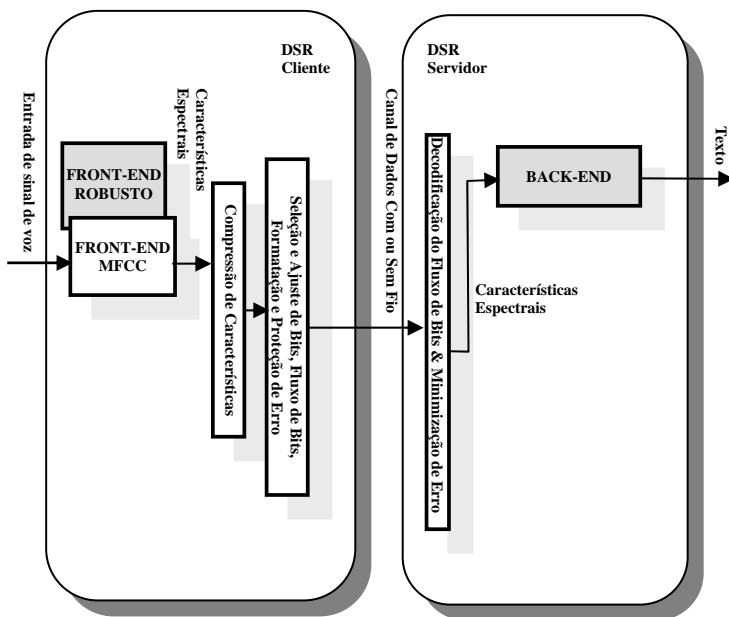 DSR
Cliente
DSR
Servidor
Entrada de sinal de voz
FRONT-END
ROBUSTO
FRONT-END
MFCC
Características
Espectrais
Compressão de Características
Seleção e Ajuste de Bits, Fluxo de Bits,
Formatação e Proteção de Erro
Canal de Dados Com ou Sem Fio
Decodificação do Fluxo de Bits & Minimização de Erro
Características
Espectrais
BACK-END
Texto